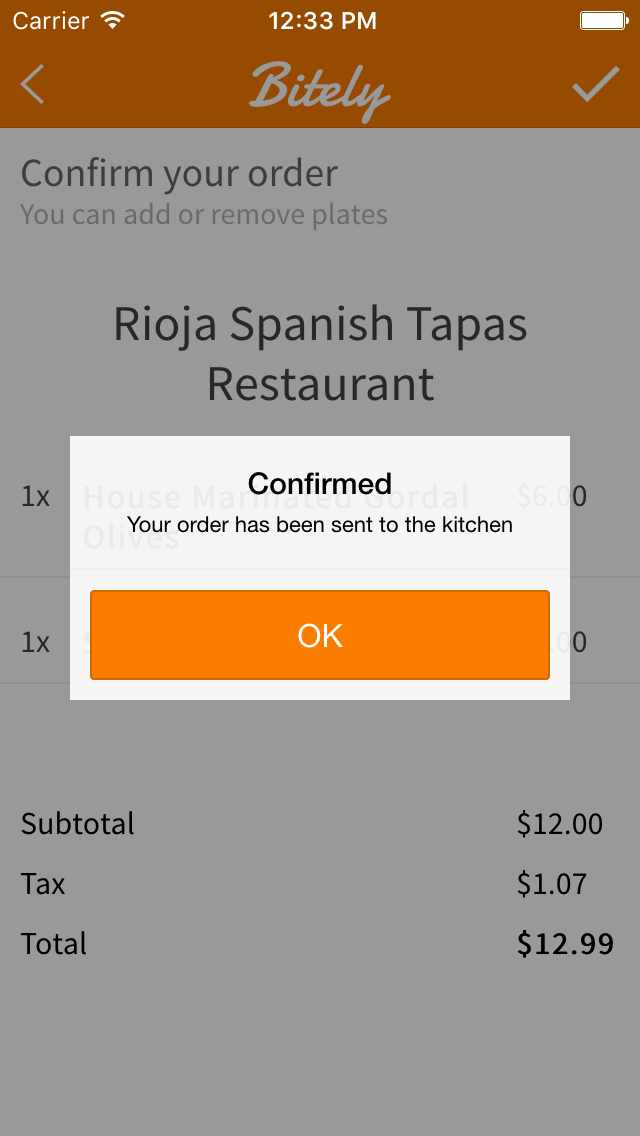 Carrier 12:33 PM
Bitely
Confirm your order
You can add or remove plates
Rioja Spanish Tapas
Restaurant
Confirmed
1x House Marinated Gordal $6.00
Your order has been sent to the kitchen
Olives
OK
1x
Subtotal $12.00
Tax $1.07
Total $12.99